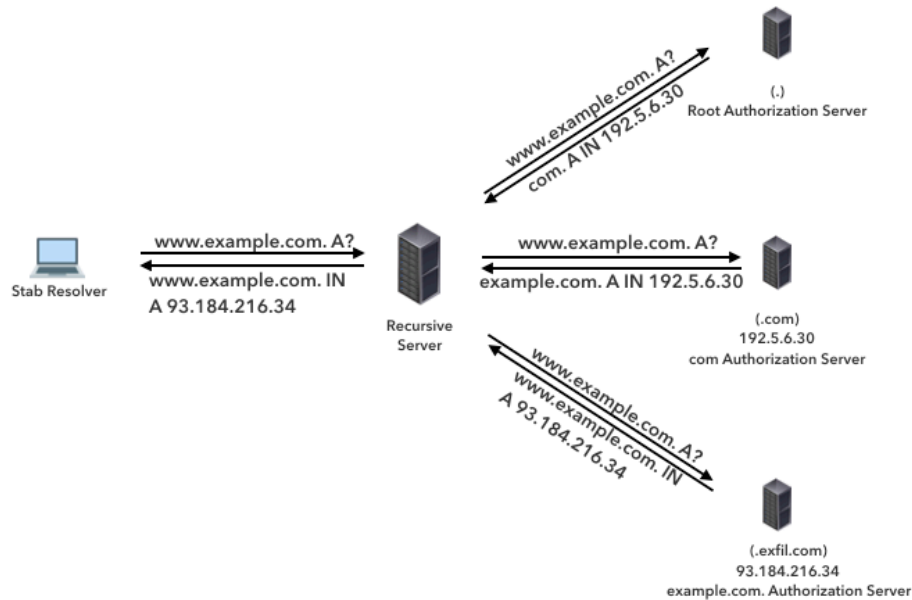 (.)
Root Authorization Server
www.example.com. A?
com. A IN 192.5.6.30
www.example.com. A?
www.example.com. IN
A 93.184.216.34
Stab Resolver
Recursive
Server
www.example.com. A?
example.com. A IN 192.5.6.30
(.com)
192.5.6.30
com Authorization Server
www.example.com. A?
www.example.com. IN
A 93.184.216.34
(.exfil.com)
93.184.216.34
example.com. Authorization Server